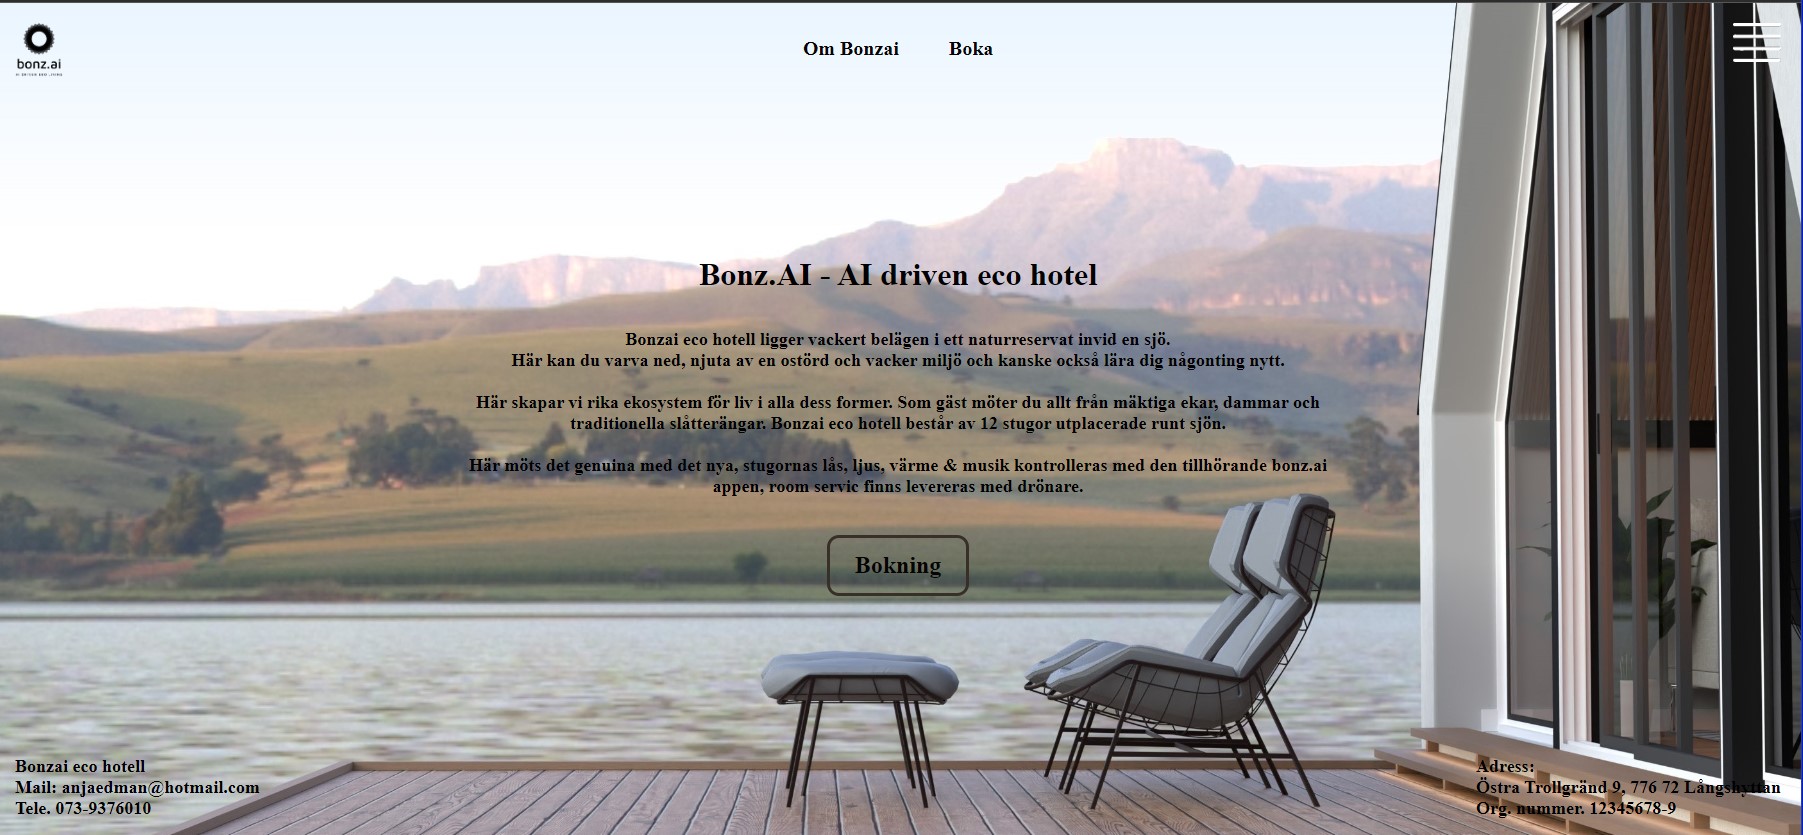 bonz.ai
Om Bonzai
Boka
Bonz.AI - AI driven eco hotel
Bonzai eco hotell ligger vackert belägen i ett naturreservat invid en sjö.
Här kan du varva ned, njuta av en ostörd och vacker miljö och kanske också lära dig någonting nytt.
Här skapar vi rika ekosystem för liv i alla dess former. Som gäst möter du allt från mäktiga ekar, dammar och
traditionella slåtterängar. Bonzai eco hotell består av 12 stugor utplacerade runt sjön.
Här möts det genuina med det nya, stugornas lås, ljus, värme & musik kontrolleras med den tillhörande bonz.ai
appen, room servic finns levereras med drönare.
Bokning
Bonzai eco hotell
Mail: anjaedman@hotmail.com
Tele. 073-9376010
Adress:
Östra Trollgränd 9, 776 72 Långshyttan
Org. nummer. 12345678-9